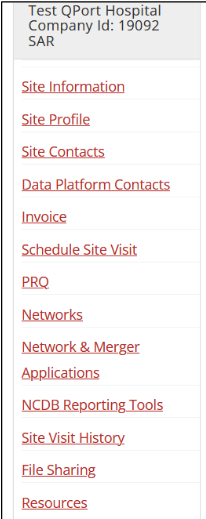 Test QPort Hospital
Company Id: 19092
SAR
Site Information
Site Profile
Site Contacts
Data Platform Contacts
Invoice
Schedule Site Visit
PRQ
Networks
Network & Merger
Applications
NCDB Reporting Tools
Site Visit History
File Sharing
Resources